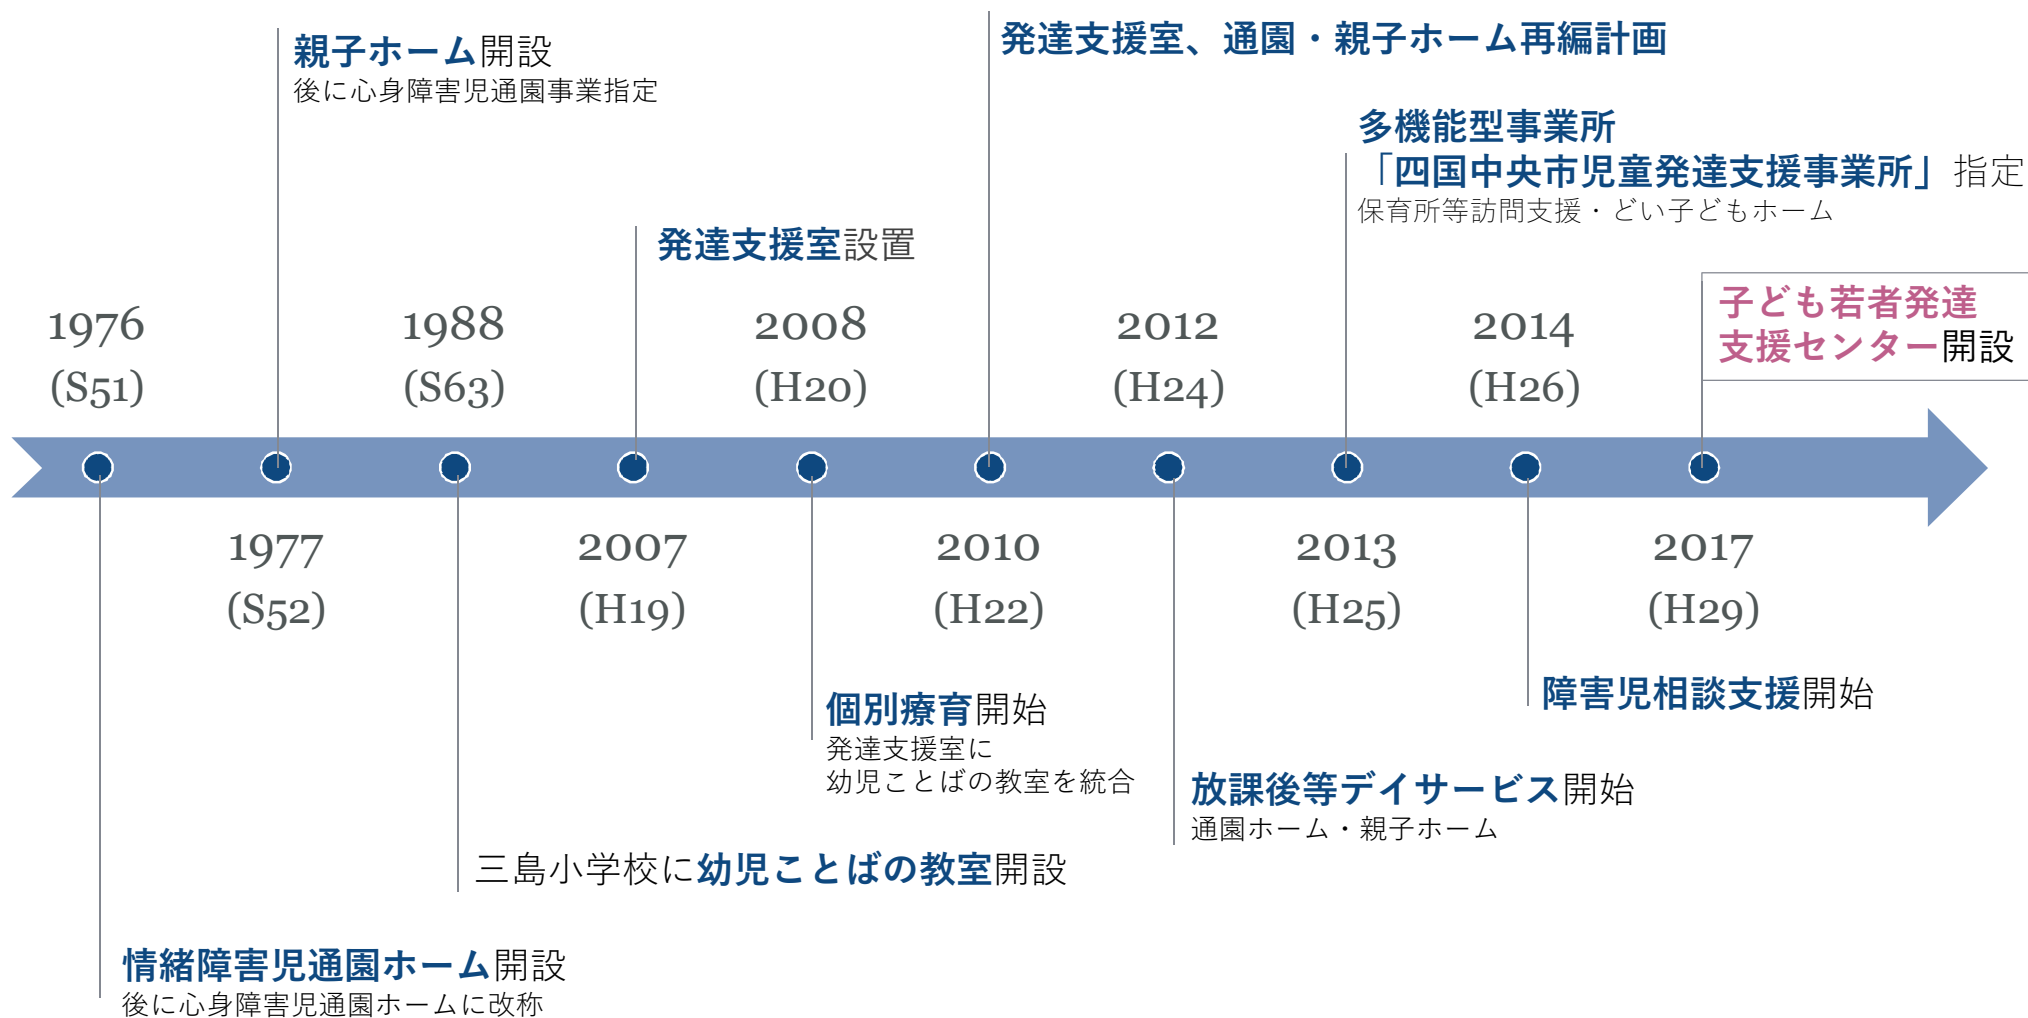 親子ホーム開設
後に心身障害児通園事業指定
発達支援室、通園・親子ホーム再編計画
多機能型事業所
「四国中央市児童発達支援事業所」指定
保育所等訪問支援・どい子どもホーム
発達支援室設置
子ども若者発達
支援センター開設
1976
(S51)
1988
(S63)
2008
(H20)
2012
(H24)
2014
(H26)
1977
(S52)
2007
(H19)
2010
(H22)
2013
(H25)
2017
(H29)
個別療育開始
発達支援室に
幼児ことばの教室を統合
障害児相談支援開始
放課後等デイサービス開始
通園ホーム・親子ホーム
三島小学校に幼児ことばの教室開設
情緒障害児通園ホーム開設
後に心身障害児通園ホームに改称